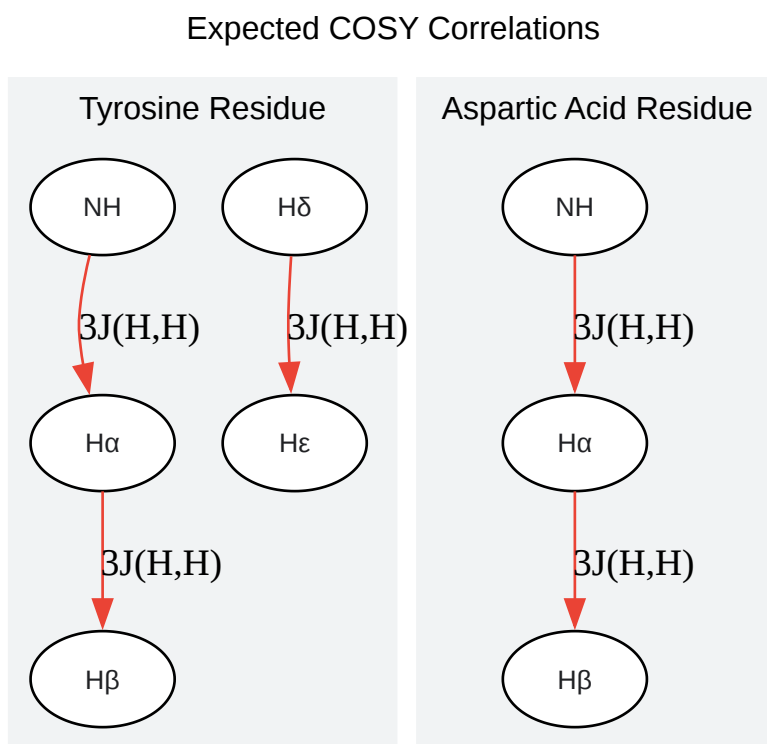 Expected COSY Correlations
Tyrosine Residue
NH
Hδ
3J(H,H)
3J(H,H)
Hα
Hε
3J(H,H)
Hβ
Aspartic Acid Residue
NH
3J(H,H)
Hα
3J(H,H)
Hβ